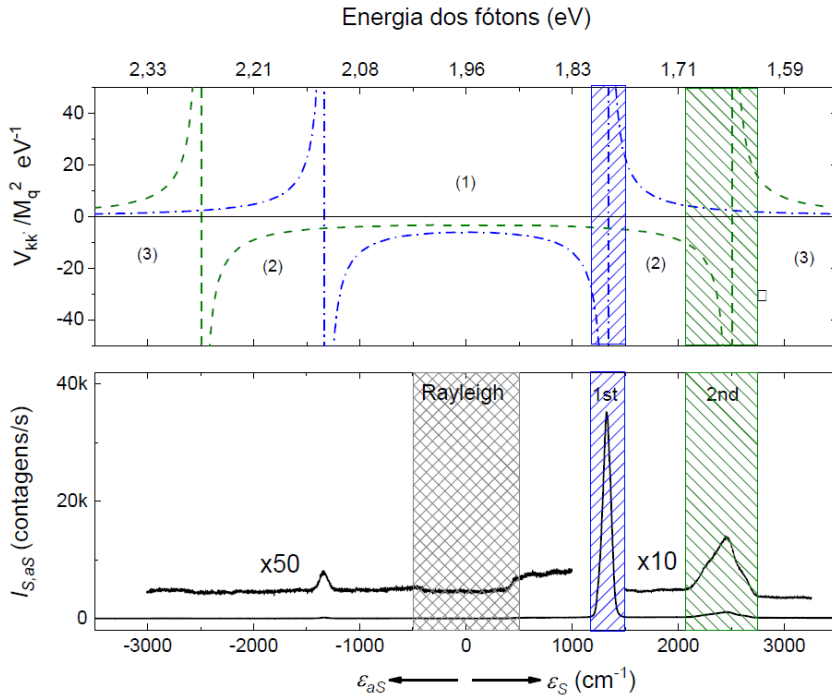 Energia dos fótons (eV)
2,33 2,21 2,08 1,96 1,83 1,71 1,59
V_kk' /M_q^2 eV^-1
40
20
0
-20
-40
(1)
(3) (2) (2) (3)
I_S,aS (contagens/s)
40k
20k
0
Rayleigh 1st 2nd
x50 x10
-3000 -2000 -1000 0 1000 2000 3000
ε_aS ε_S (cm^-1)